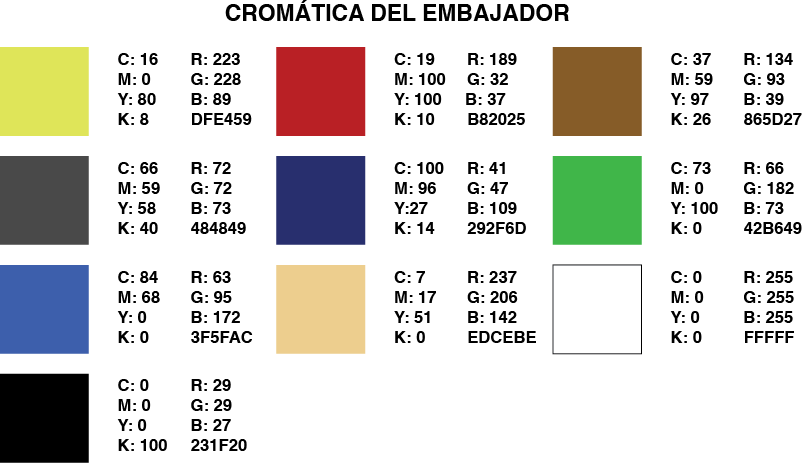 CROMÁTICA DEL EMBAJADOR
C: 16 R: 223
M: 0 G: 228
Y: 80 B: 89
K: 8 DFE459
C: 19 R: 189
M: 100 G: 32
Y: 100 B: 37
K: 10 B82025
C: 37 R: 134
M: 59 G: 93
Y: 97 B: 39
K: 26 865D27
C: 66 R: 72
M: 59 G: 72
Y: 58 B: 73
K: 40 484849
C: 100 R: 41
M: 96 G: 47
Y:27 B: 109
K: 14 292F6D
C: 73 R: 66
M: 0 G: 182
Y: 100 B: 73
K: 0 42B649
C: 84 R: 63
M: 68 G: 95
Y: 0 B: 172
K: 0 3F5FAC
C: 7 R: 237
M: 17 G: 206
Y: 51 B: 142
K: 0 EDCEBE
C: 0 R: 255
M: 0 G: 255
Y: 0 B: 255
K: 0 FFFFF
C: 0 R: 29
M: 0 G: 29
Y: 0 B: 27
K: 100 231F20